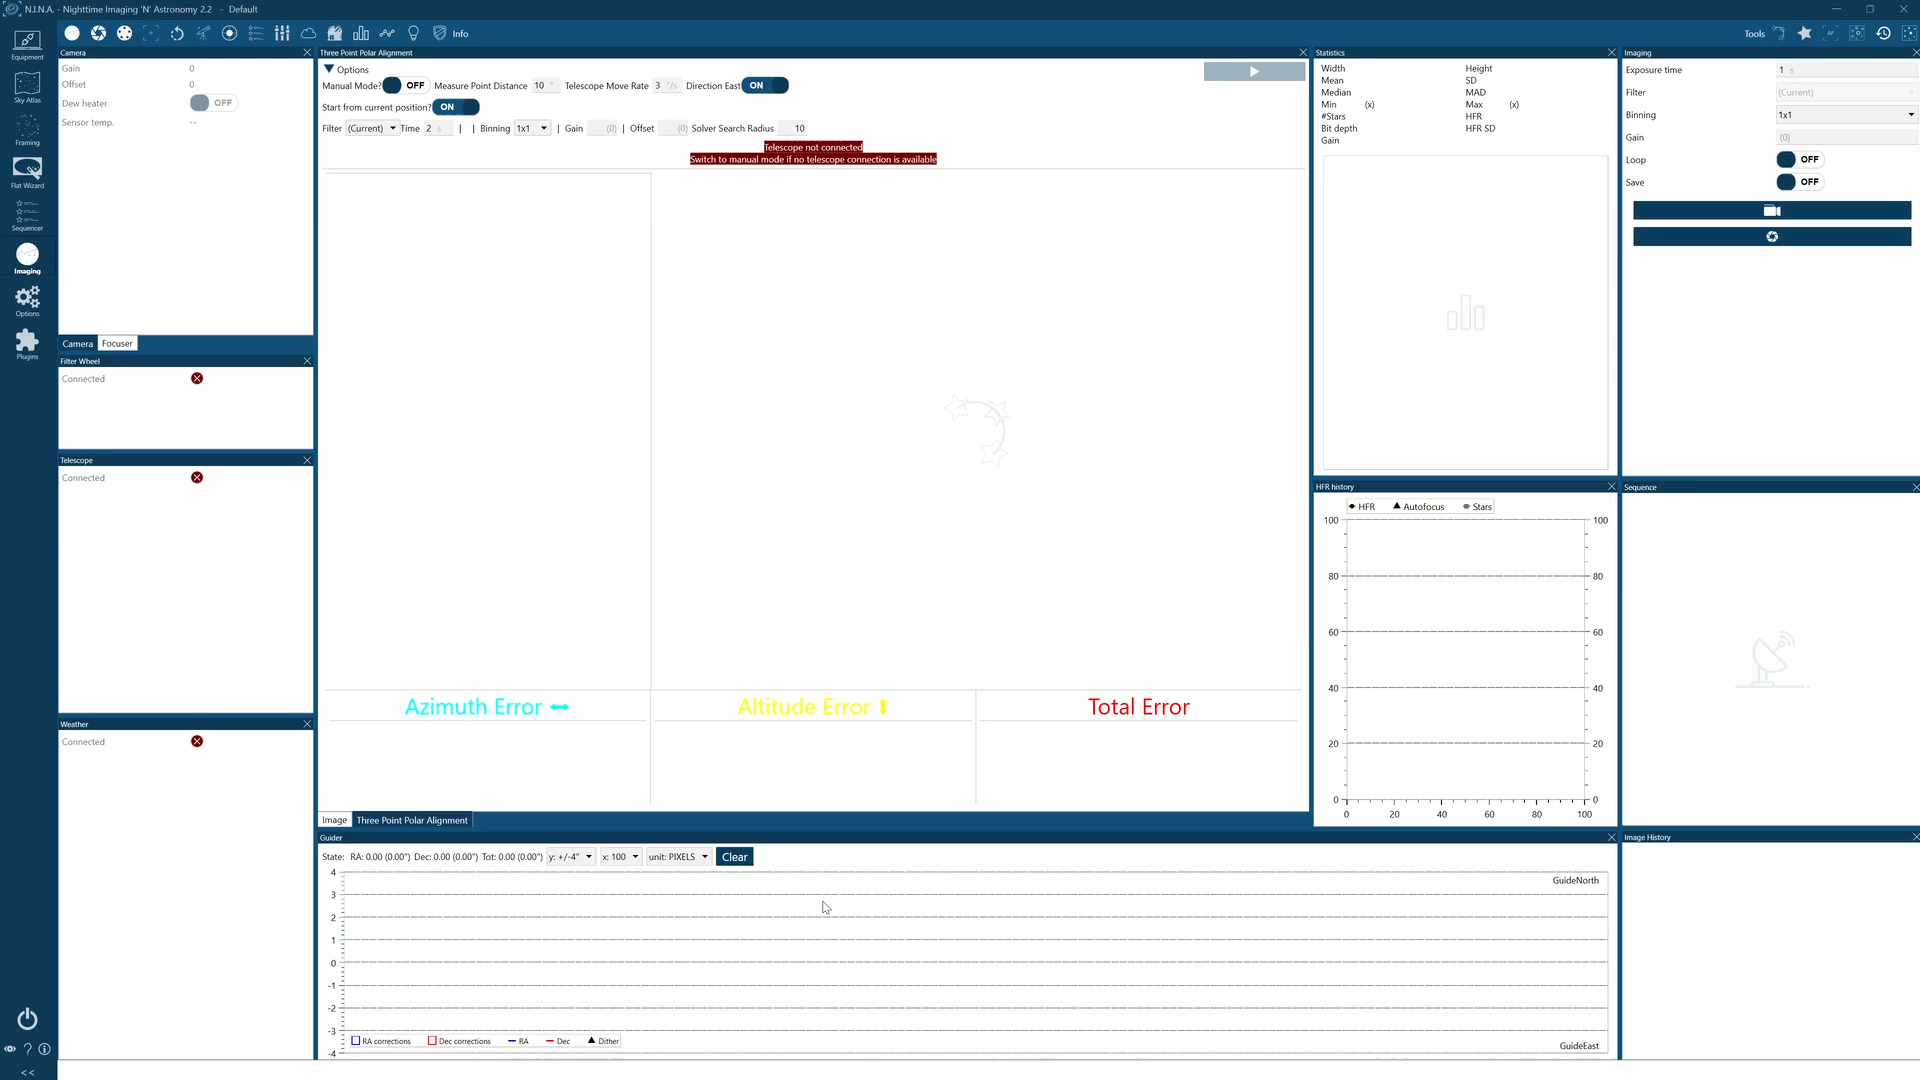 N.I.N.A. - Nighttime Imaging 'N' Astronomy 2.2 - Default
Info
Tools
AF
Equipment
Sky Atlas
Framing
Flat Wizard
Sequencer
Imaging
Options
Plugins
<<
Camera
Gain 0
Offset 0
Dew heater OFF
Sensor temp. --
Camera Focuser
Filter Wheel
Connected
Telescope
Connected
Weather
Connected
Three Point Polar Alignment
Options
Manual Mode? OFF Measure Point Distance 10 ° Telescope Move Rate 3 °/s Direction East ON
Start from current position? ON
Filter (Current) Time 2 s | | Binning 1x1 | Gain (0) | Offset (0) Solver Search Radius 10
Telescope not connected
Switch to manual mode if no telescope connection is available
Azimuth Error
Altitude Error
Total Error
Image Three Point Polar Alignment
Guider
State: RA: 0.00 (0.00") Dec: 0.00 (0.00") Tot: 0.00 (0.00") y: +/-4" x: 100 unit: PIXELS Clear
4
3
2
1
0
-1
-2
-3
-4
GuideNorth
GuideEast
RA corrections Dec corrections RA Dec Dither
Statistics
Width Height
Mean SD
Median MAD
Min (x) Max (x)
#Stars HFR
Bit depth HFR SD
Gain
HFR history
HFR Autofocus Stars
100 100
80 80
60 60
40 40
20 20
0 0
0 20 40 60 80 100
Imaging
Exposure time 1 s
Filter (Current)
Binning 1x1
Gain (0)
Loop OFF
Save OFF
Sequence
Image History